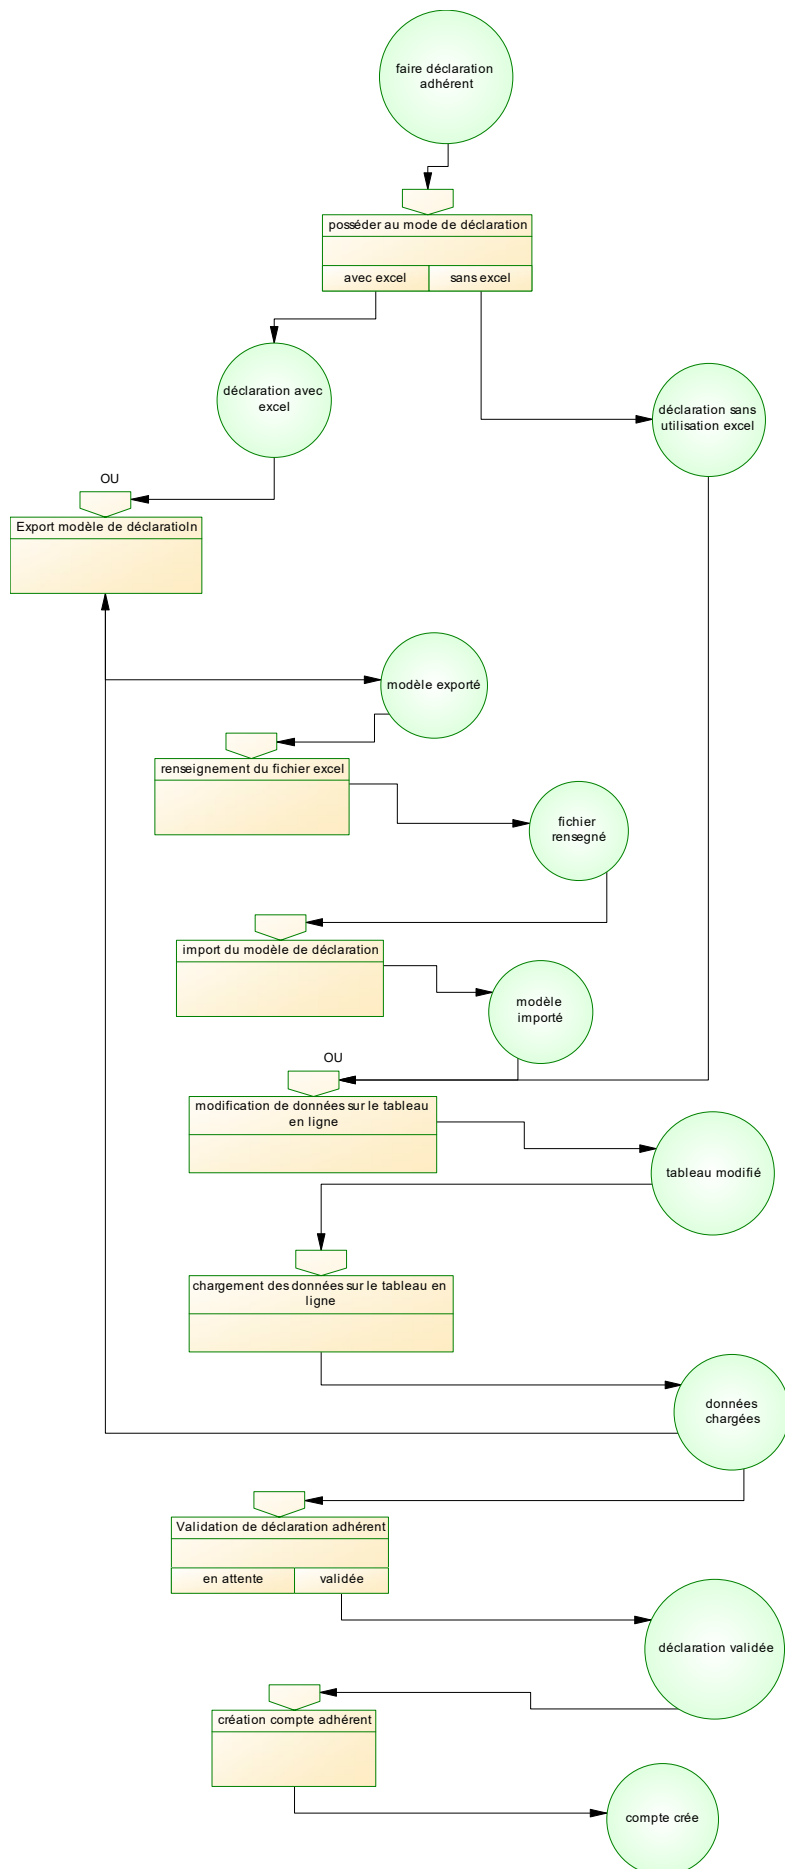 faire déclaration
adhérent
posséder au mode de déclaration
avec excel
sans excel
déclaration avec
excel
déclaration sans
utilisation excel
OU
Export modèle de déclaratioln
modèle exporté
renseignement du fichier excel
fichier
rensegné
import du modèle de déclaration
modèle
importé
OU
modification de données sur le tableau
en ligne
tableau modifié
chargement des données sur le tableau en
ligne
données
chargées
Validation de déclaration adhérent
en attente
validée
déclaration validée
création compte adhérent
compte crée